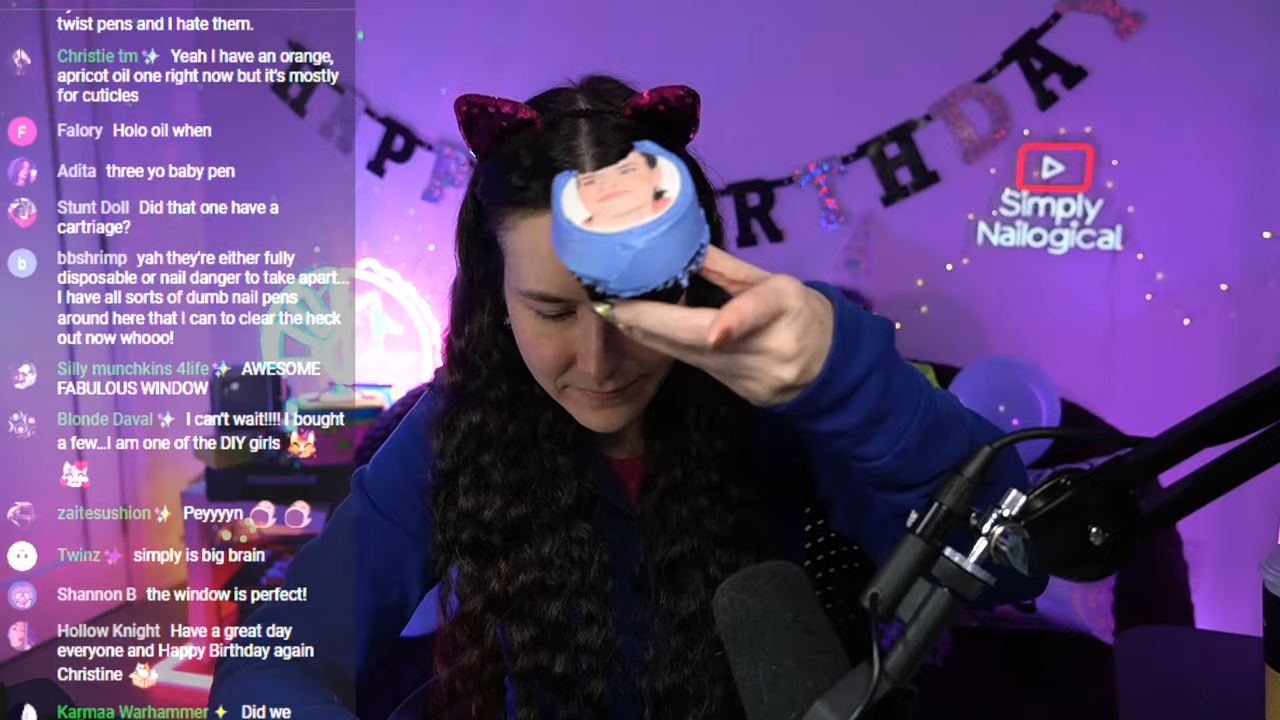 twist pens and I hate them.
Christie tm Yeah I have an orange,
apricot oil one right now but it's mostly
for cuticles
F Falory Holo oil when
Adita three yo baby pen
Stunt Doll Did that one have a
cartriage?
b bbshrimp yah they're either fully
disposable or nail danger to take apart...
I have all sorts of dumb nail pens
around here that I can to clear the heck
out now whooo!
Silly munchkins 4life AWESOME
FABULOUS WINDOW
Blonde Daval I can't wait!!!! I bought
a few...I am one of the DIY girls
zaitesushion Peyyyyn
Twinz simply is big brain
Shannon B the window is perfect!
Hollow Knight Have a great day
everyone and Happy Birthday again
Christine
Karmaa Warhammer Did we
HAPP
RTHDAY
Simply
Nailogical